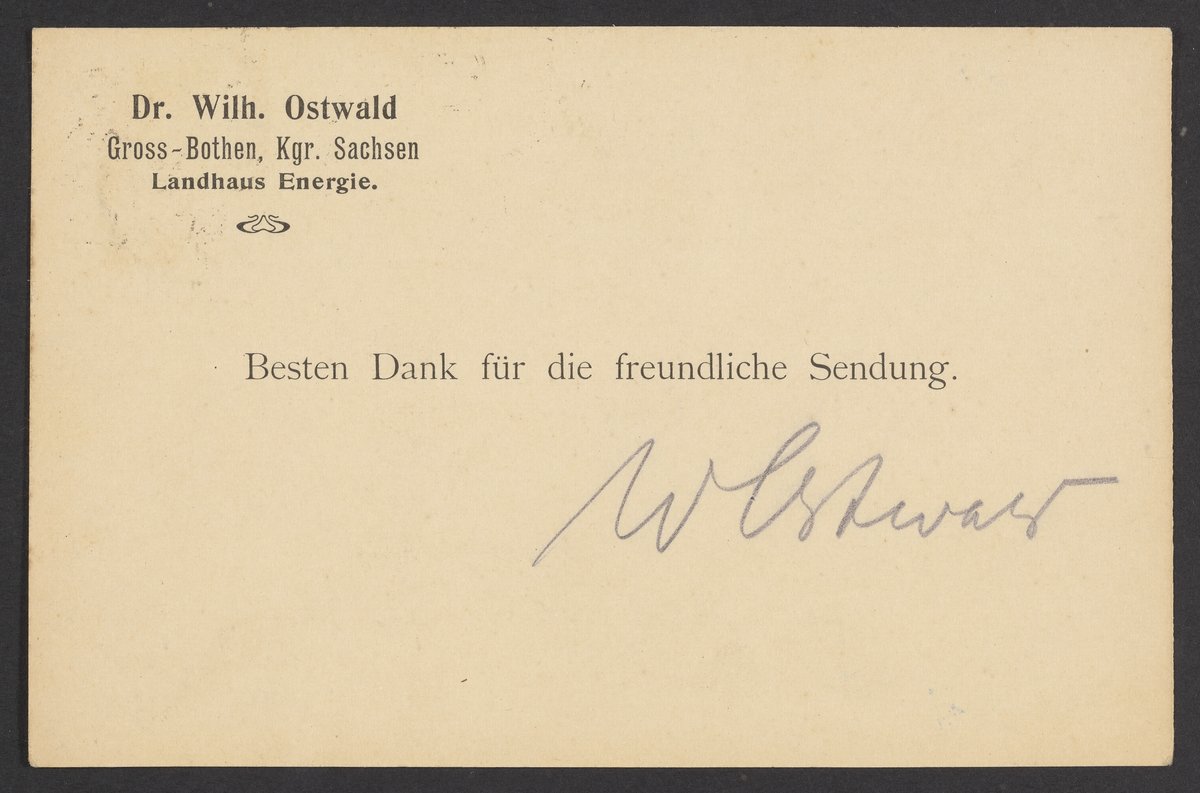 Dr. Wilh. Ostwald
Gross-Bothen, Kgr. Sachsen
Landhaus Energie.
Besten Dank für die freundliche Sendung.
W Ostwald